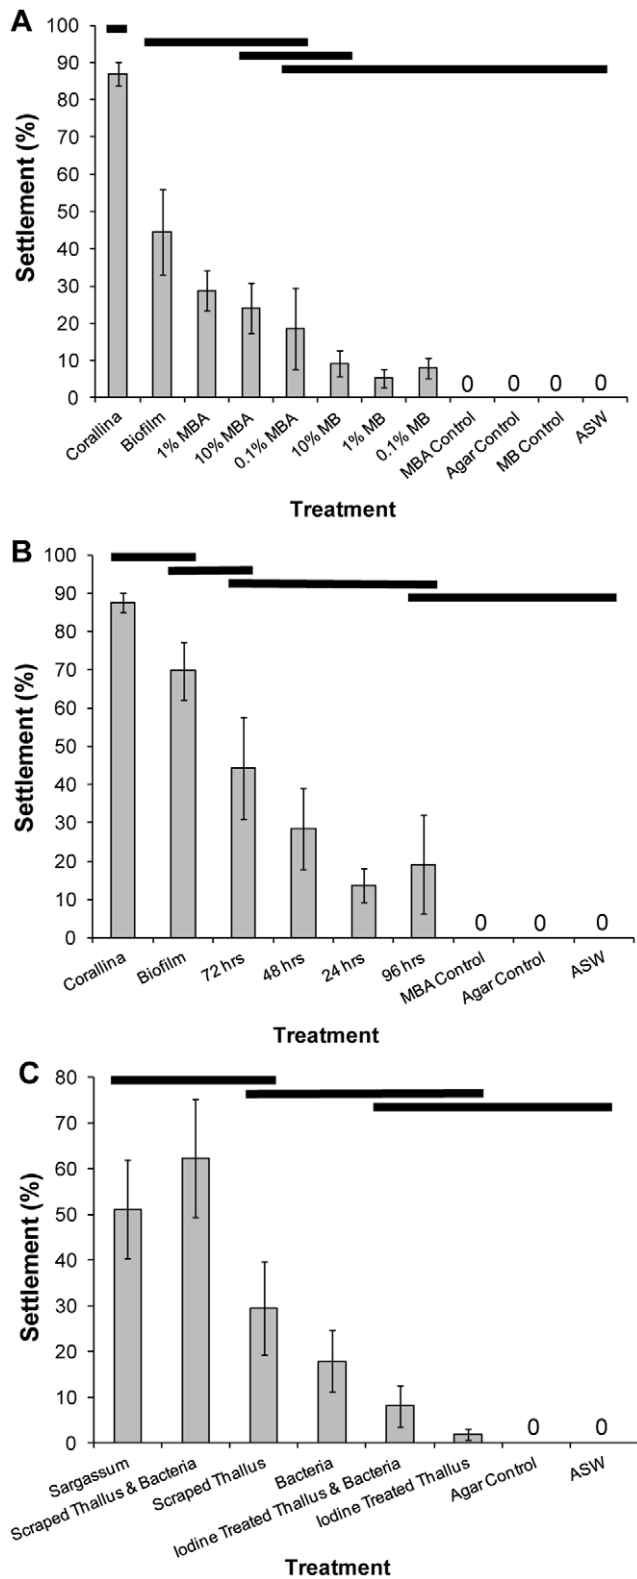 A
100
90
80
70
60
50
40
30
20
10
0
Settlement (%)
0 0 0 0
Corallina
Biofilm
1% MBA
10% MBA
0.1% MBA
10% MB
1% MB
0.1% MB
MBA Control
Agar Control
MB Control
ASW
Treatment
B
100
90
80
70
60
50
40
30
20
10
0
Settlement (%)
0 0 0
Corallina
Biofilm
72 hrs
48 hrs
24 hrs
96 hrs
MBA Control
Agar Control
ASW
Treatment
C
80
70
60
50
40
30
20
10
0
Settlement (%)
0 0
Sargassum
Scraped Thallus & Bacteria
Scraped Thallus
Bacteria
Iodine Treated Thallus & Bacteria
Iodine Treated Thallus
Agar Control
ASW
Treatment